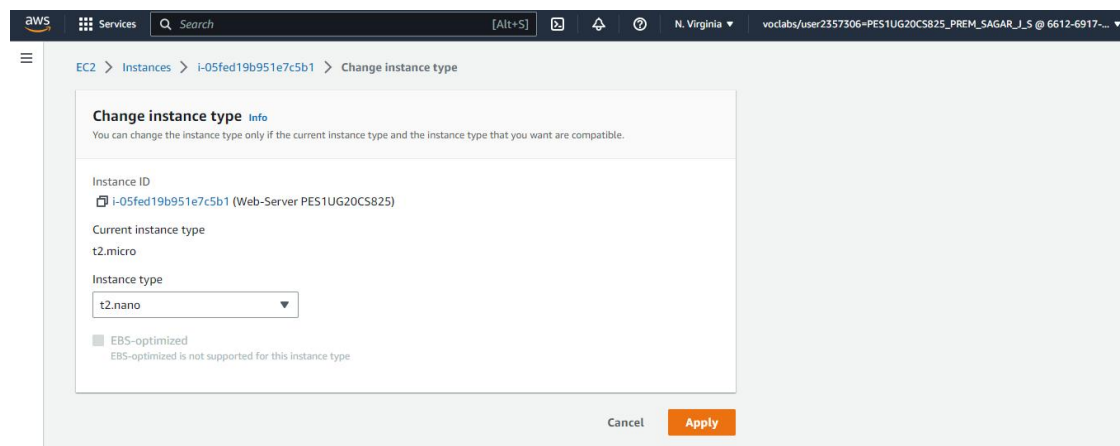 aws Services Search [Alt+S] N. Virginia voclabs/user2357306=PES1UG20CS825_PREM_SAGAR_J_S @ 6612-6917-...
EC2 > Instances > i-05fed19b951e7c5b1 > Change instance type
Change instance type Info
You can change the instance type only if the current instance type and the instance type that you want are compatible.
Instance ID
i-05fed19b951e7c5b1 (Web-Server PES1UG20CS825)
Current instance type
t2.micro
Instance type
t2.nano
EBS-optimized
EBS-optimized is not supported for this instance type
Cancel Apply